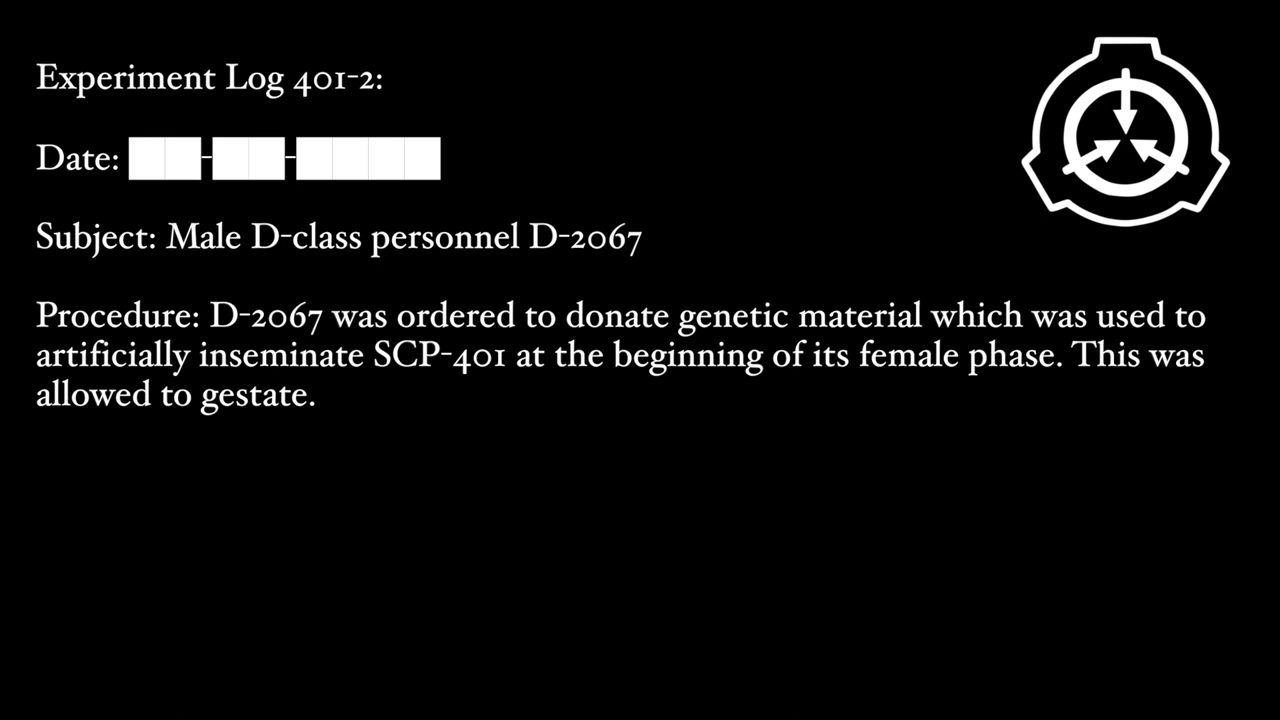 Experiment Log 401-2:
Date: ██-██-████
Subject: Male D-class personnel D-2067
Procedure: D-2067 was ordered to donate genetic material which was used to
artificially inseminate SCP-401 at the beginning of its female phase. This was
allowed to gestate.